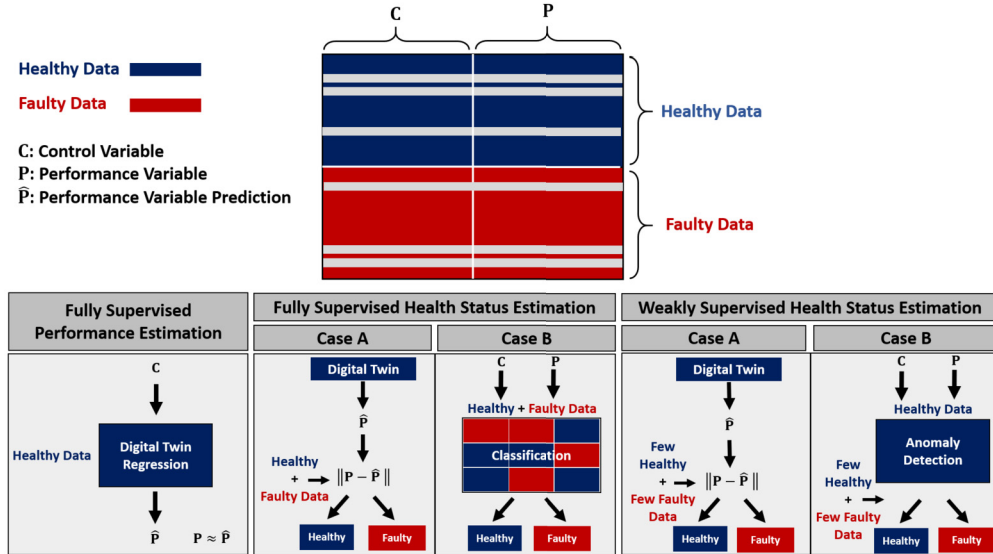 C
P
Healthy Data
Faulty Data
Healthy Data
C: Control Variable
P: Performance Variable
P̂: Performance Variable Prediction
Faulty Data
Fully Supervised
Performance Estimation
C
Healthy Data
Digital Twin
Regression
P̂
P ≈ P̂
Fully Supervised Health Status Estimation
Case A
Digital Twin
P̂
Healthy
+
Faulty Data
‖P − P̂‖
Healthy
Faulty
Case B
C
P
Healthy + Faulty Data
Classification
Healthy
Faulty
Weakly Supervised Health Status Estimation
Case A
Digital Twin
P̂
Few
Healthy
+
Few Faulty
Data
‖P − P̂‖
Healthy
Faulty
Case B
C
P
Healthy Data
Anomaly
Detection
Few
Healthy
+
Few Faulty
Data
Healthy
Faulty